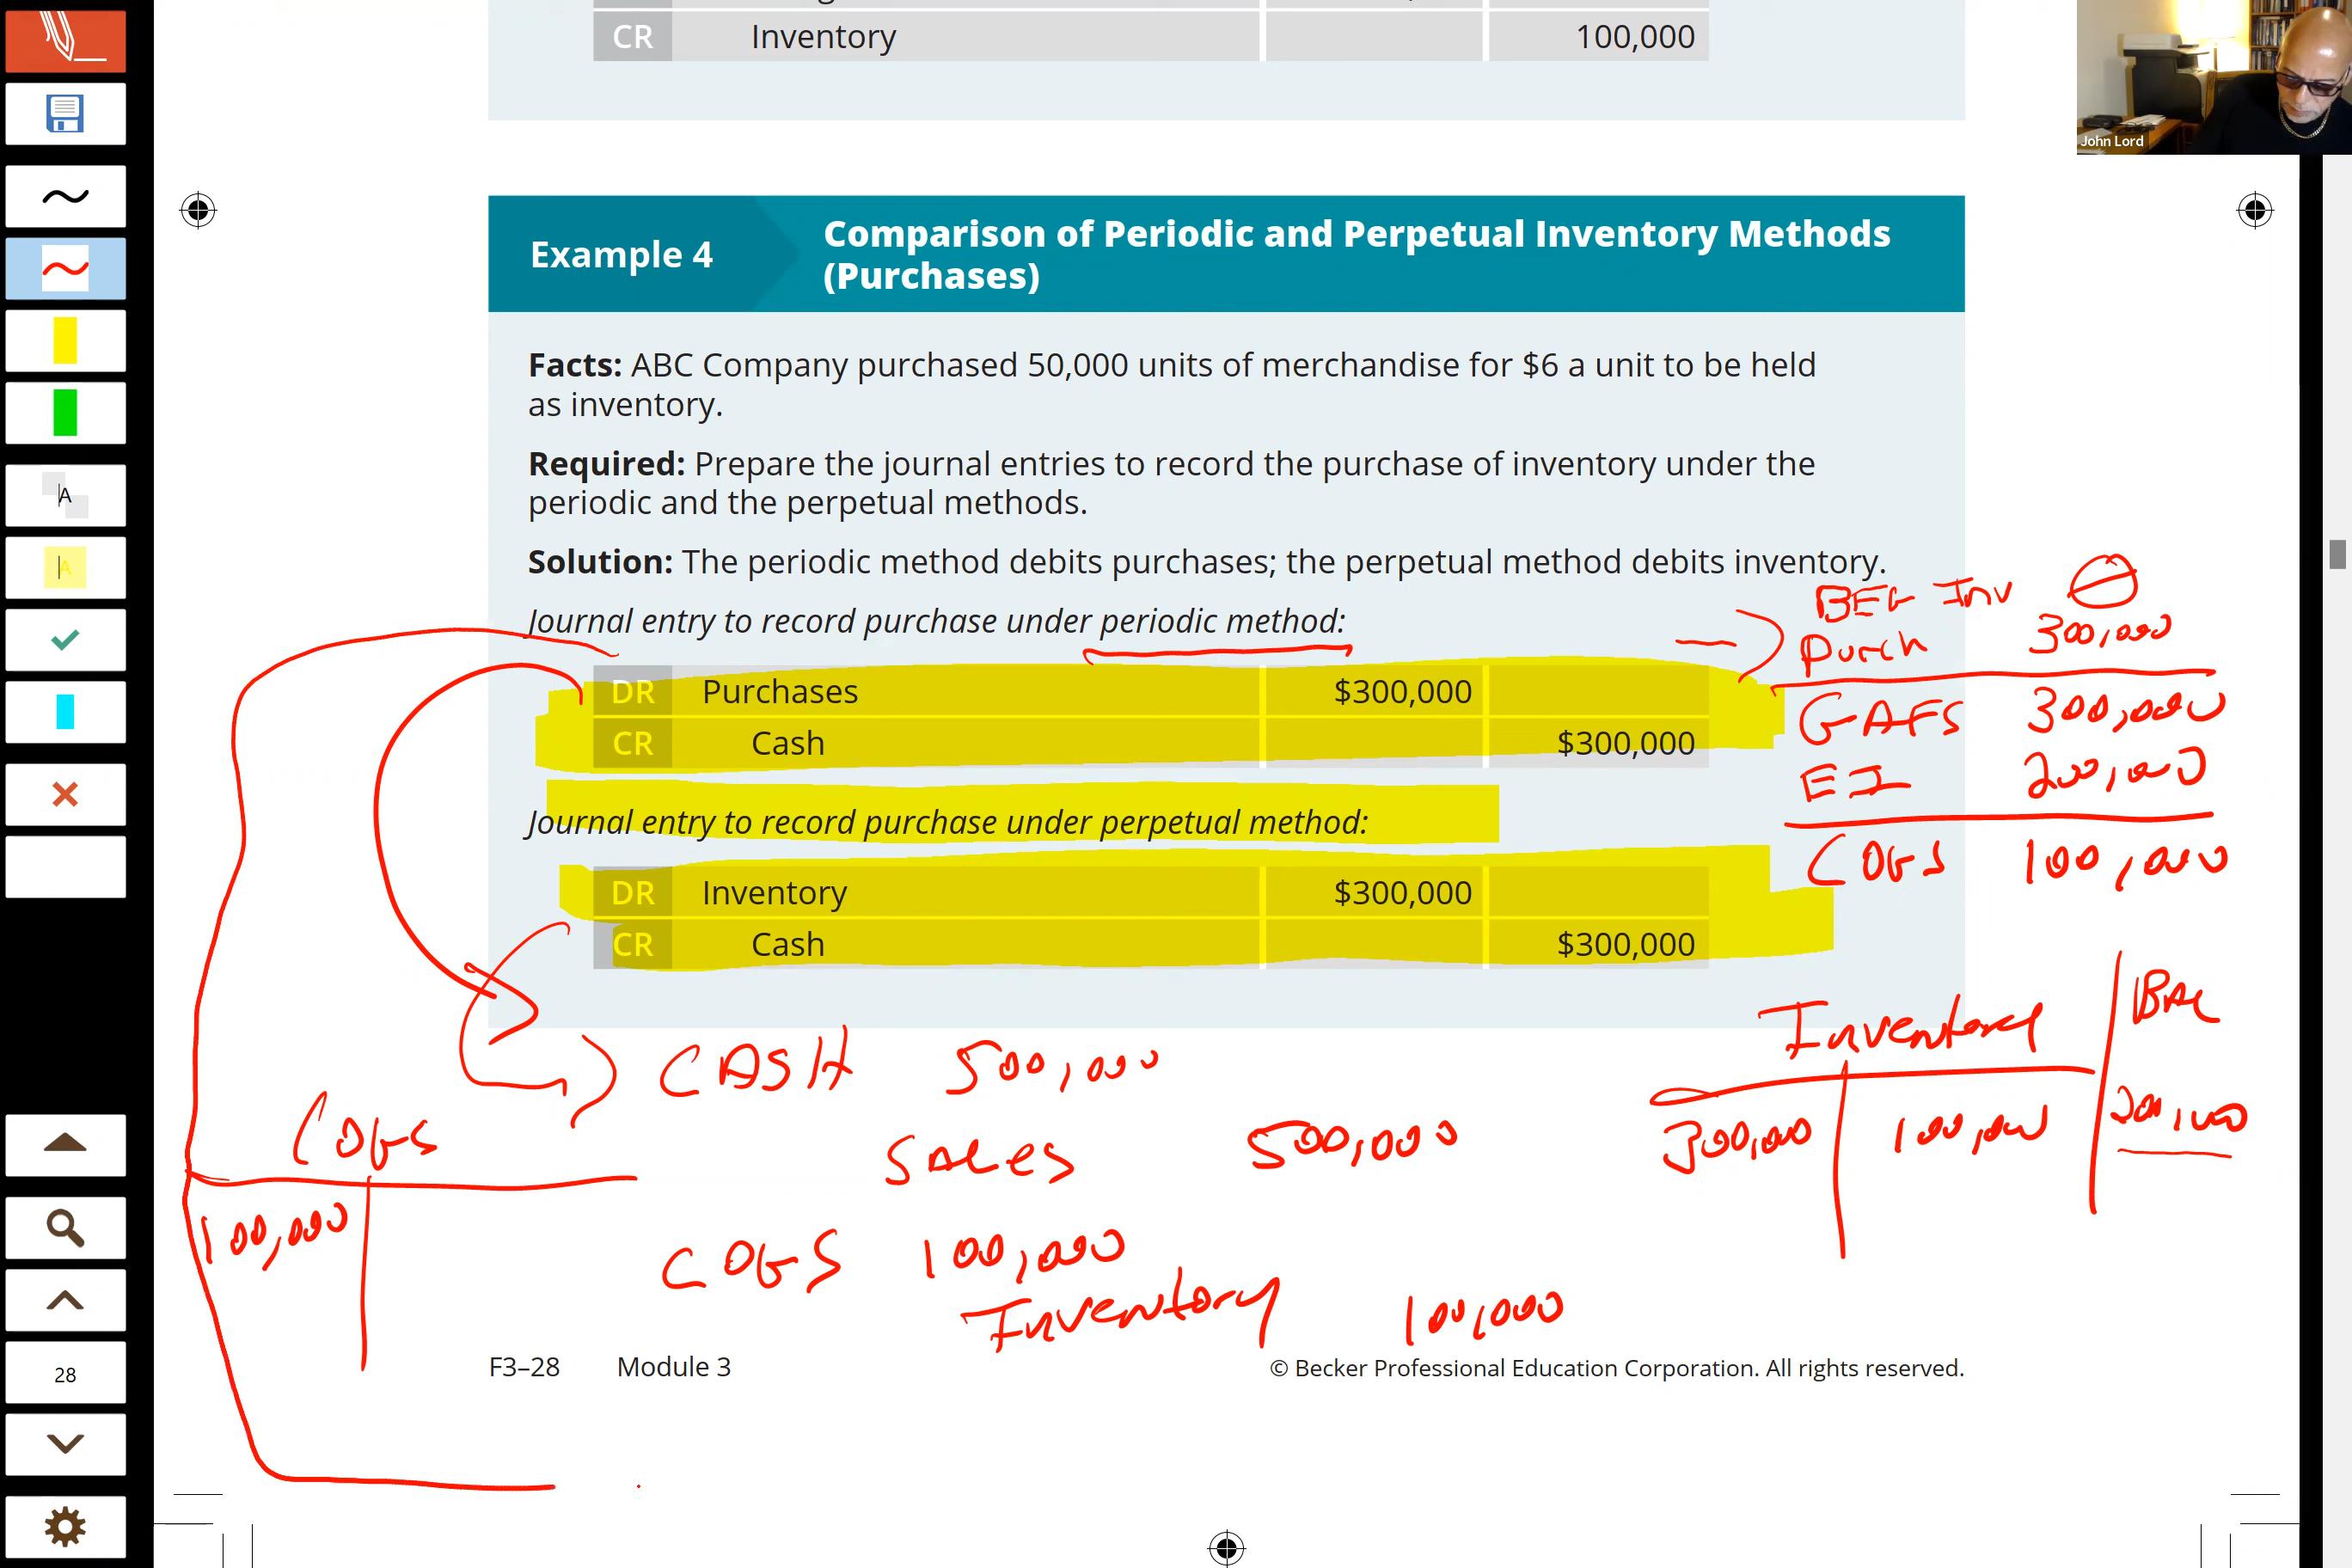 CR Inventory 100,000
John Lord
Example 4
Comparison of Periodic and Perpetual Inventory Methods
(Purchases)
Facts: ABC Company purchased 50,000 units of merchandise for $6 a unit to be held
as inventory.
Required: Prepare the journal entries to record the purchase of inventory under the
periodic and the perpetual methods.
Solution: The periodic method debits purchases; the perpetual method debits inventory.
Journal entry to record purchase under periodic method:
DR Purchases $300,000
CR Cash $300,000
Journal entry to record purchase under perpetual method:
DR Inventory $300,000
CR Cash $300,000
BEG Inv
Purch 300,000
GAFS 300,000
EI 200,000
COGS 100,000
CASH 500,000
Sales 500,000
COGS 100,000
Inventory 100,000
COGS
100,000
Inventory BAL
300,000 100,000 200,000
F3–28 Module 3
© Becker Professional Education Corporation. All rights reserved.
A
A
28